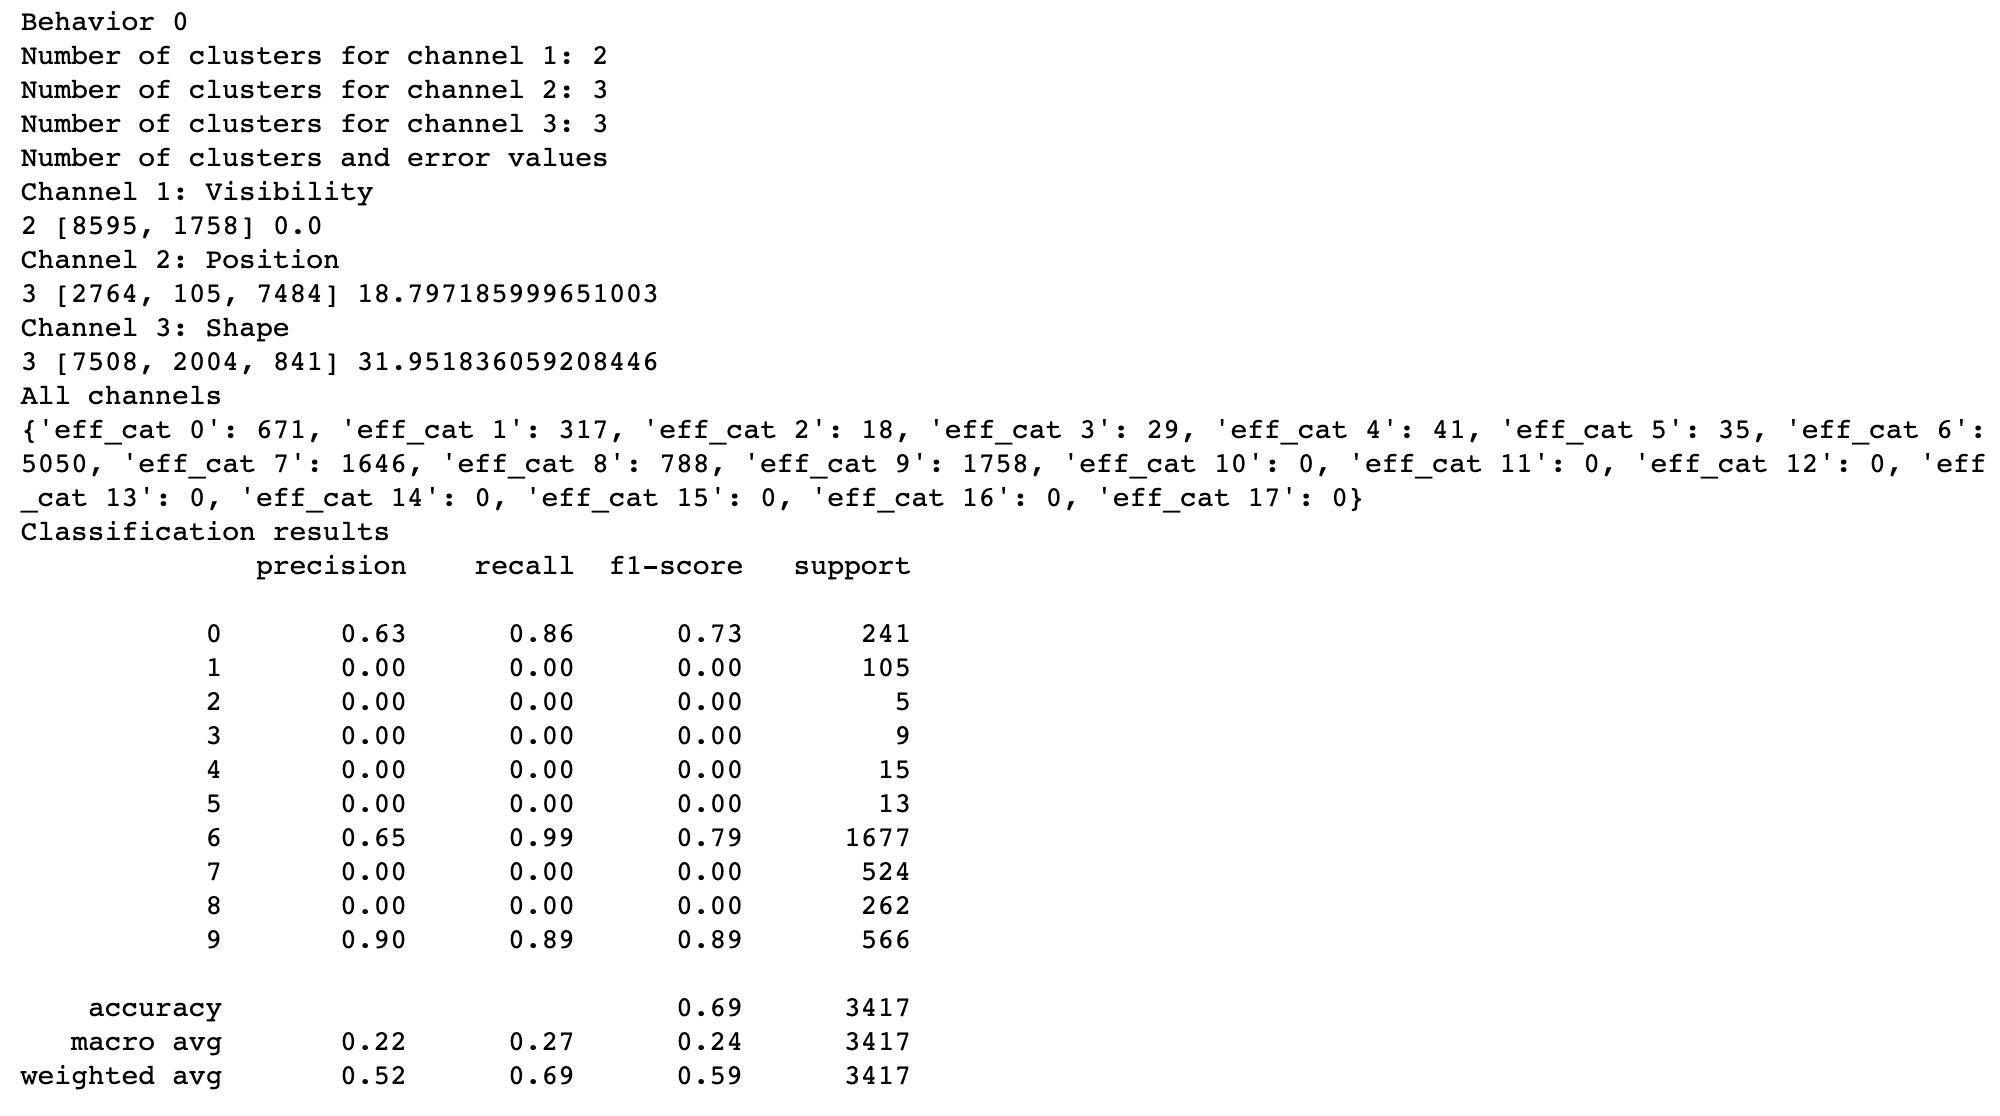 Behavior 0
Number of clusters for channel 1: 2
Number of clusters for channel 2: 3
Number of clusters for channel 3: 3
Number of clusters and error values
Channel 1: Visibility
2 [8595, 1758] 0.0
Channel 2: Position
3 [2764, 105, 7484] 18.797185999651003
Channel 3: Shape
3 [7508, 2004, 841] 31.951836059208446
All channels
{'eff_cat 0': 671, 'eff_cat 1': 317, 'eff_cat 2': 18, 'eff_cat 3': 29, 'eff_cat 4': 41, 'eff_cat 5': 35, 'eff_cat 6':
5050, 'eff_cat 7': 1646, 'eff_cat 8': 788, 'eff_cat 9': 1758, 'eff_cat 10': 0, 'eff_cat 11': 0, 'eff_cat 12': 0, 'eff
_cat 13': 0, 'eff_cat 14': 0, 'eff_cat 15': 0, 'eff_cat 16': 0, 'eff_cat 17': 0}
Classification results
precision recall f1-score support
0 0.63 0.86 0.73 241
1 0.00 0.00 0.00 105
2 0.00 0.00 0.00 5
3 0.00 0.00 0.00 9
4 0.00 0.00 0.00 15
5 0.00 0.00 0.00 13
6 0.65 0.99 0.79 1677
7 0.00 0.00 0.00 524
8 0.00 0.00 0.00 262
9 0.90 0.89 0.89 566
accuracy 0.69 3417
macro avg 0.22 0.27 0.24 3417
weighted avg 0.52 0.69 0.59 3417